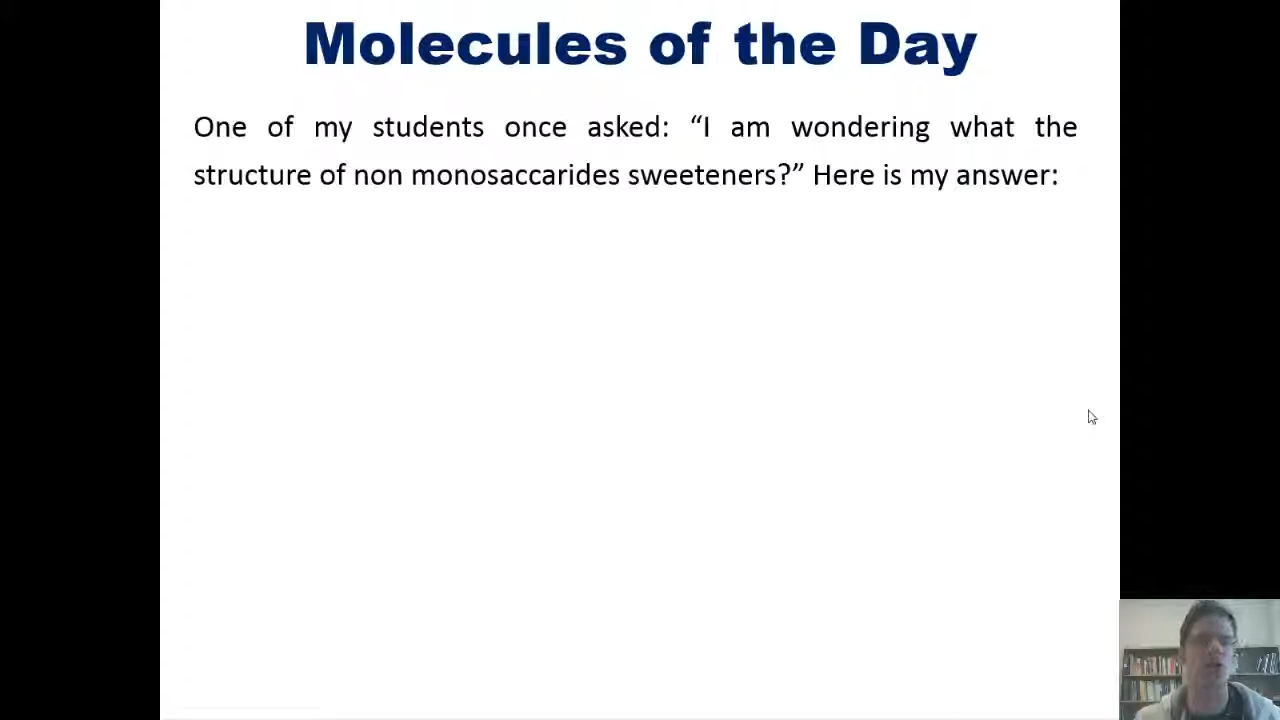 Molecules of the Day
One of my students once asked: “I am wondering what the
structure of non monosaccarides sweeteners?” Here is my answer: